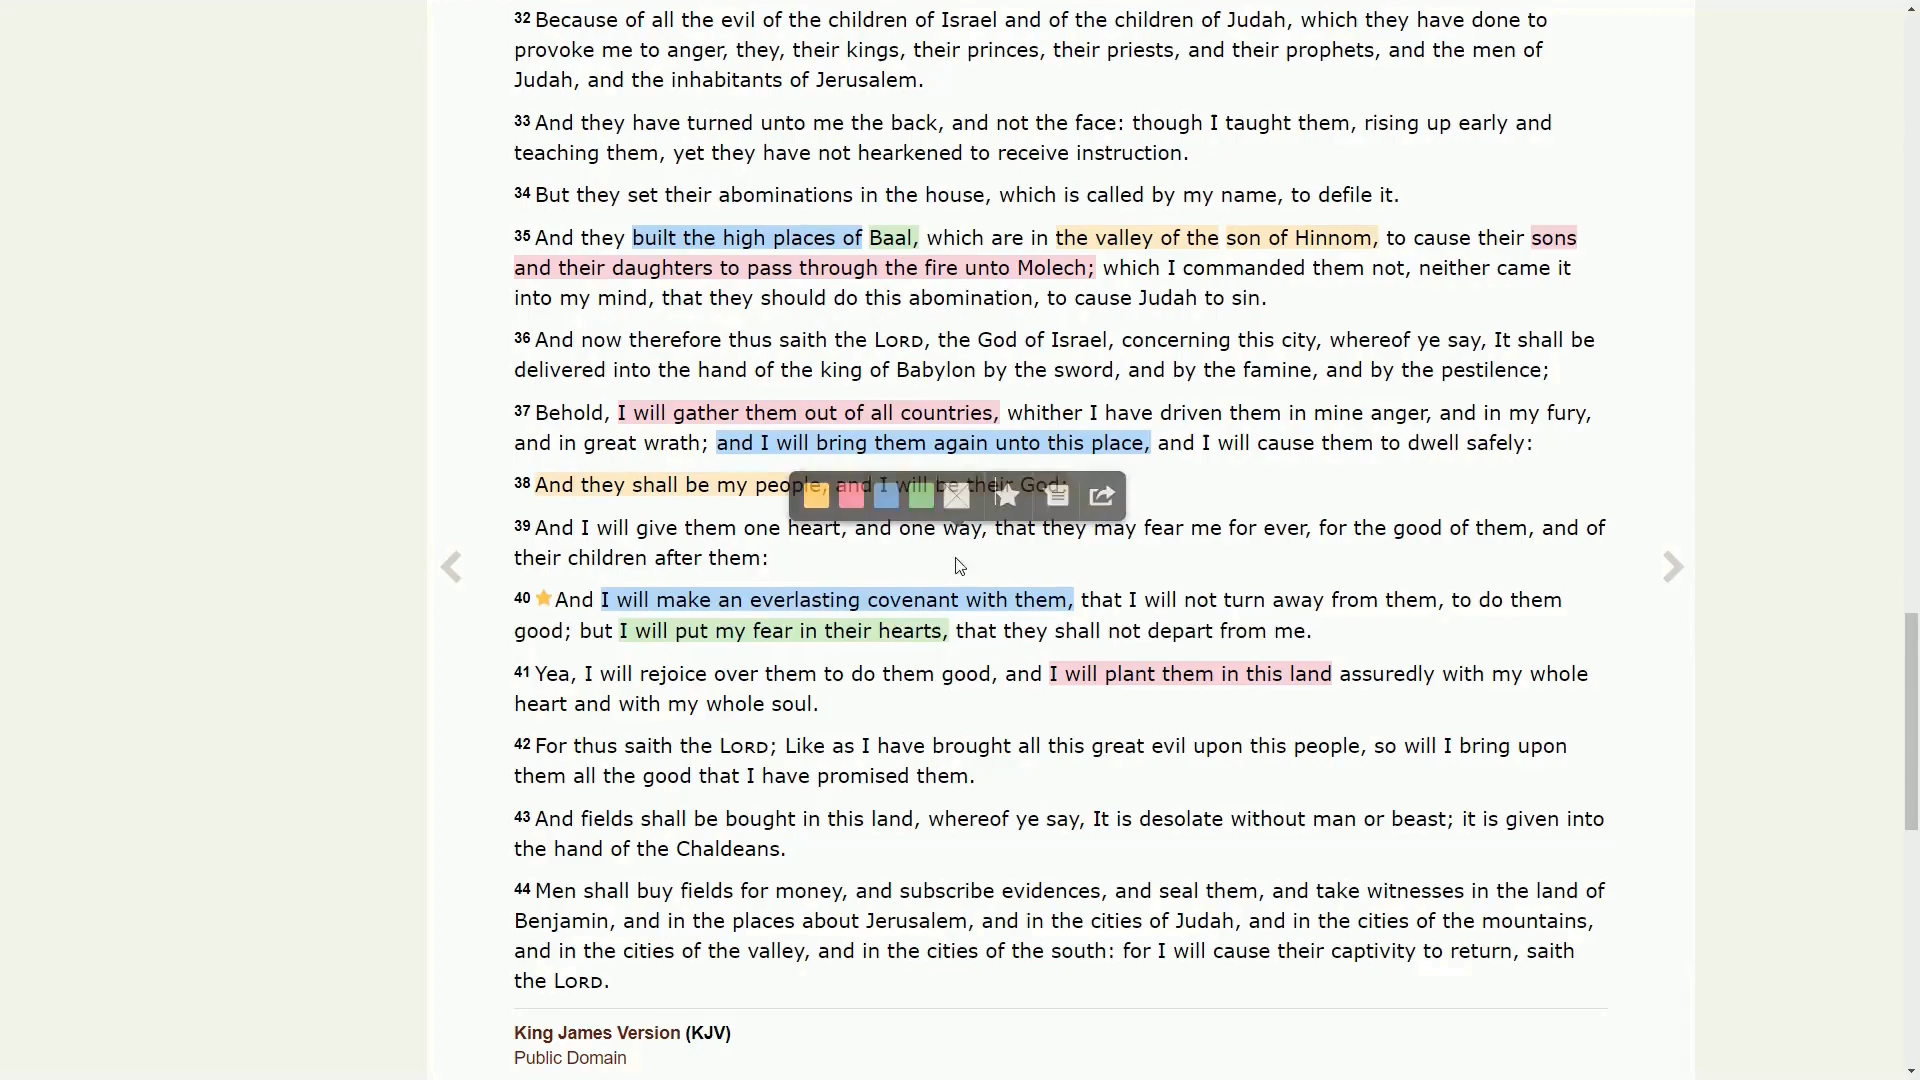 32 Because of all the evil of the children of Israel and of the children of Judah, which they have done to
provoke me to anger, they, their kings, their princes, their priests, and their prophets, and the men of
Judah, and the inhabitants of Jerusalem.
33 And they have turned unto me the back, and not the face: though I taught them, rising up early and
teaching them, yet they have not hearkened to receive instruction.
34 But they set their abominations in the house, which is called by my name, to defile it.
35 And they built the high places of Baal, which are in the valley of the son of Hinnom, to cause their sons
and their daughters to pass through the fire unto Molech; which I commanded them not, neither came it
into my mind, that they should do this abomination, to cause Judah to sin.
36 And now therefore thus saith the LORD, the God of Israel, concerning this city, whereof ye say, It shall be
delivered into the hand of the king of Babylon by the sword, and by the famine, and by the pestilence;
37 Behold, I will gather them out of all countries, whither I have driven them in mine anger, and in my fury,
and in great wrath; and I will bring them again unto this place, and I will cause them to dwell safely:
38 And they shall be my people, and I will be their God:
39 And I will give them one heart, and one way, that they may fear me for ever, for the good of them, and of
their children after them:
40 And I will make an everlasting covenant with them, that I will not turn away from them, to do them
good; but I will put my fear in their hearts, that they shall not depart from me.
41 Yea, I will rejoice over them to do them good, and I will plant them in this land assuredly with my whole
heart and with my whole soul.
42 For thus saith the LORD; Like as I have brought all this great evil upon this people, so will I bring upon
them all the good that I have promised them.
43 And fields shall be bought in this land, whereof ye say, It is desolate without man or beast; it is given into
the hand of the Chaldeans.
44 Men shall buy fields for money, and subscribe evidences, and seal them, and take witnesses in the land of
Benjamin, and in the places about Jerusalem, and in the cities of Judah, and in the cities of the mountains,
and in the cities of the valley, and in the cities of the south: for I will cause their captivity to return, saith
the LORD.
King James Version (KJV)
Public Domain